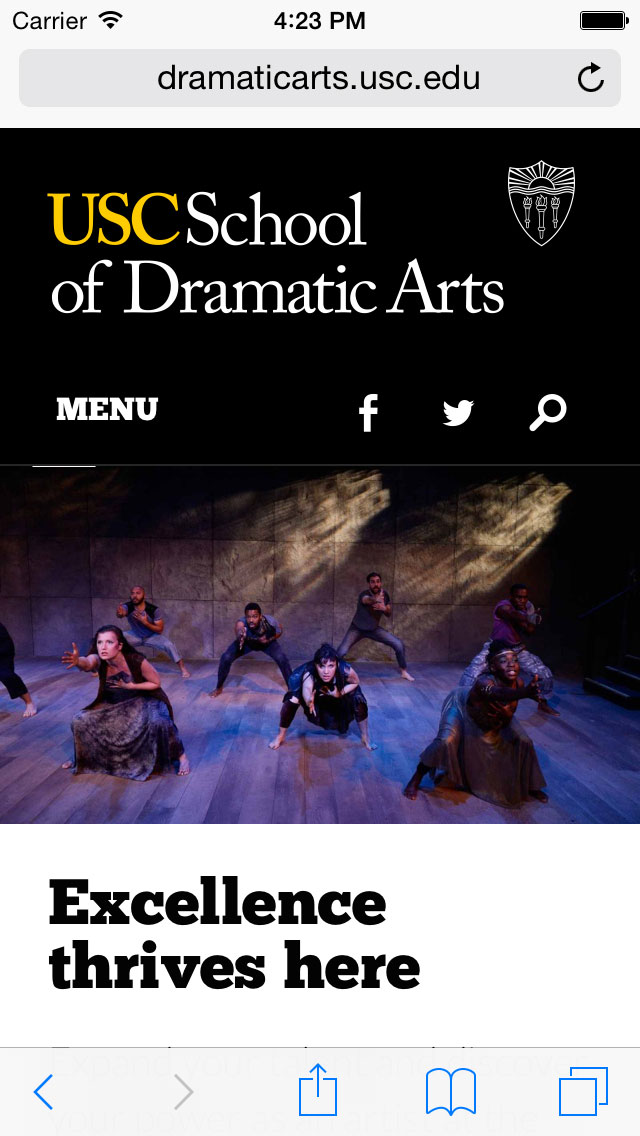 Carrier 4:23 PM
dramaticarts.usc.edu
USC School
of Dramatic Arts
MENU
Excellence
thrives here
Expand your talent and discover
your power as an artist at the